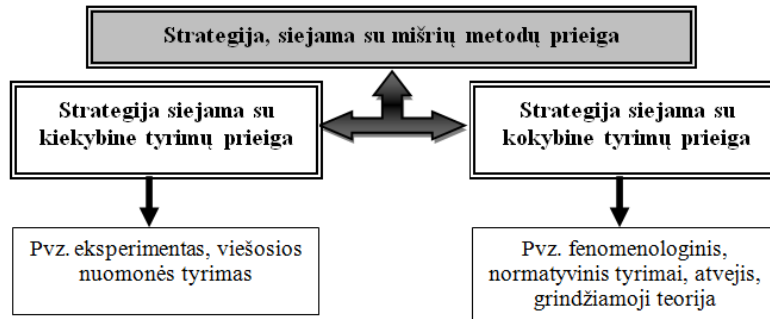 Strategija, siejama su mišrių metodų prieiga
Strategija siejama su
kiekybine tyrimų prieiga
Strategija siejama su
kokybine tyrimų prieiga
Pvz. eksperimentas, viešosios
nuomonės tyrimas
Pvz. fenomenologinis,
normatyvinis tyrimai, atvejis,
grindžiamoji teorija